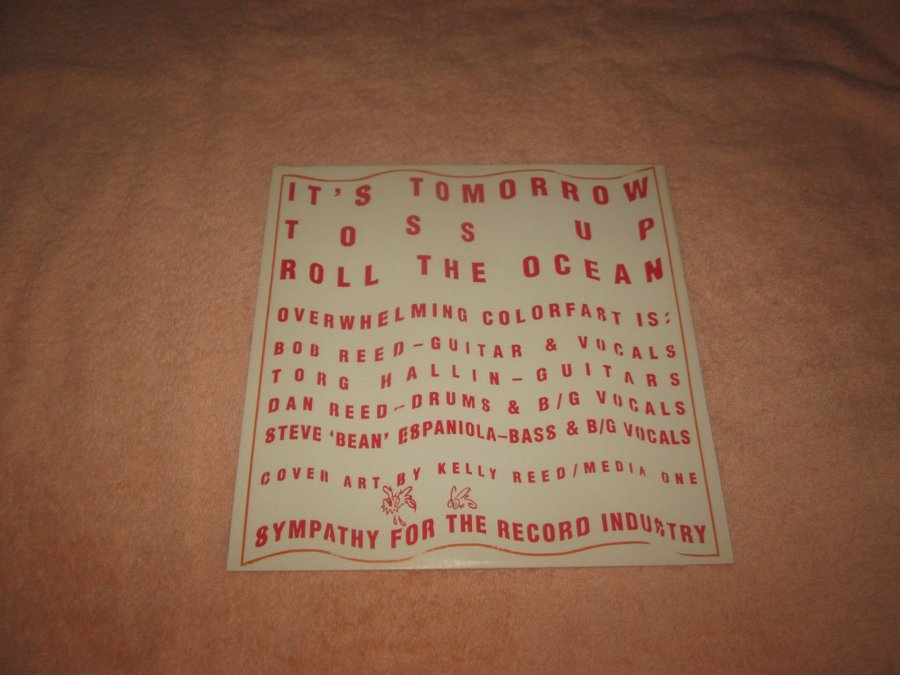 IT'S TOMORROW
TOSS UP
ROLL THE OCEAN
OVERWHELMING COLORFAST IS:
BOB REED-GUITAR & VOCALS
TORG HALLIN-GUITARS
DAN REED-DRUMS & B/G VOCALS
STEVE 'BEAN' ESPANIOLA-BASS & B/G VOCALS
COVER ART BY KELLY REED/MEDIA ONE
SYMPATHY FOR THE RECORD INDUSTRY